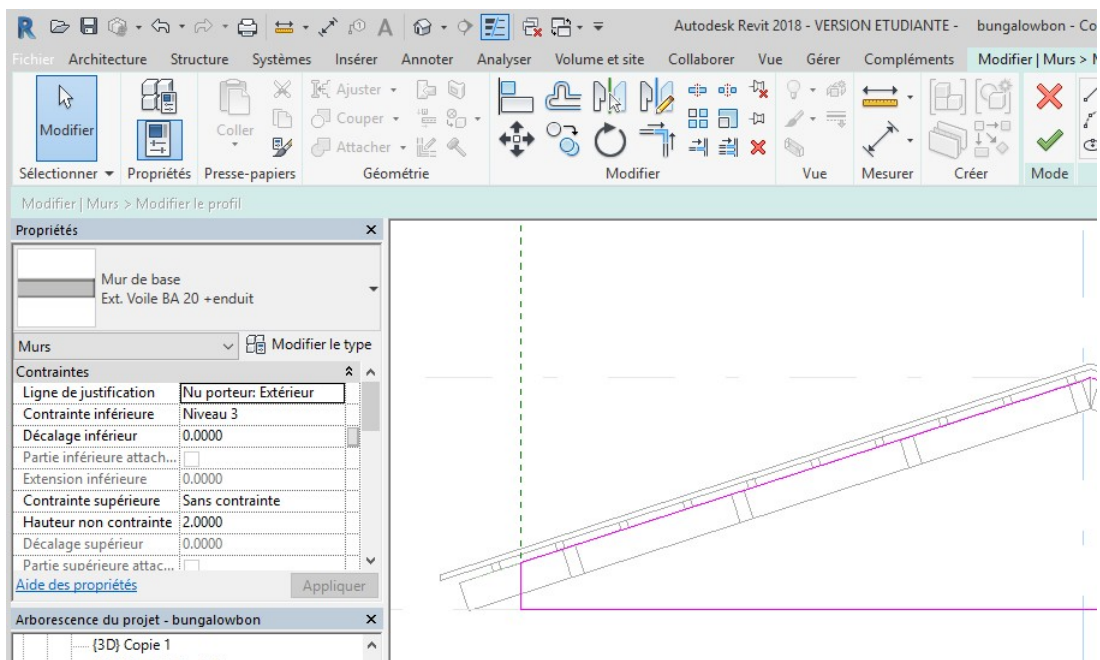 Autodesk Revit 2018 - VERSION ETUDIANTE - bungalowbon - Co
Fichier Architecture Structure Systèmes Insérer Annoter Analyser Volume et site Collaborer Vue Gérer Compléments Modifier | Murs >
Modifier Coller Ajuster
Couper
Attacher
Sélectionner Propriétés Presse-papiers Géométrie Modifier Vue Mesurer Créer Mode
Modifier | Murs > Modifier le profil
Propriétés
Mur de base
Ext. Voile BA 20 +enduit
Murs Modifier le type
Contraintes
Ligne de justification Nu porteur: Extérieur
Contrainte inférieure Niveau 3
Décalage inférieur 0.0000
Partie inférieure attach...
Extension inférieure 0.0000
Contrainte supérieure Sans contrainte
Hauteur non contrainte 2.0000
Décalage supérieur 0.0000
Partie supérieure attac...
Aide des propriétés Appliquer
Arborescence du projet - bungalowbon
{3D} Copie 1